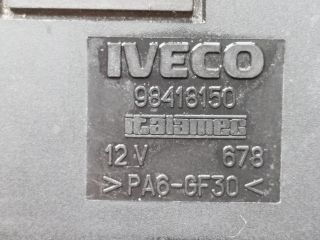 IVECO
98418150
italamec
12 V 678
>PA6-GF30<